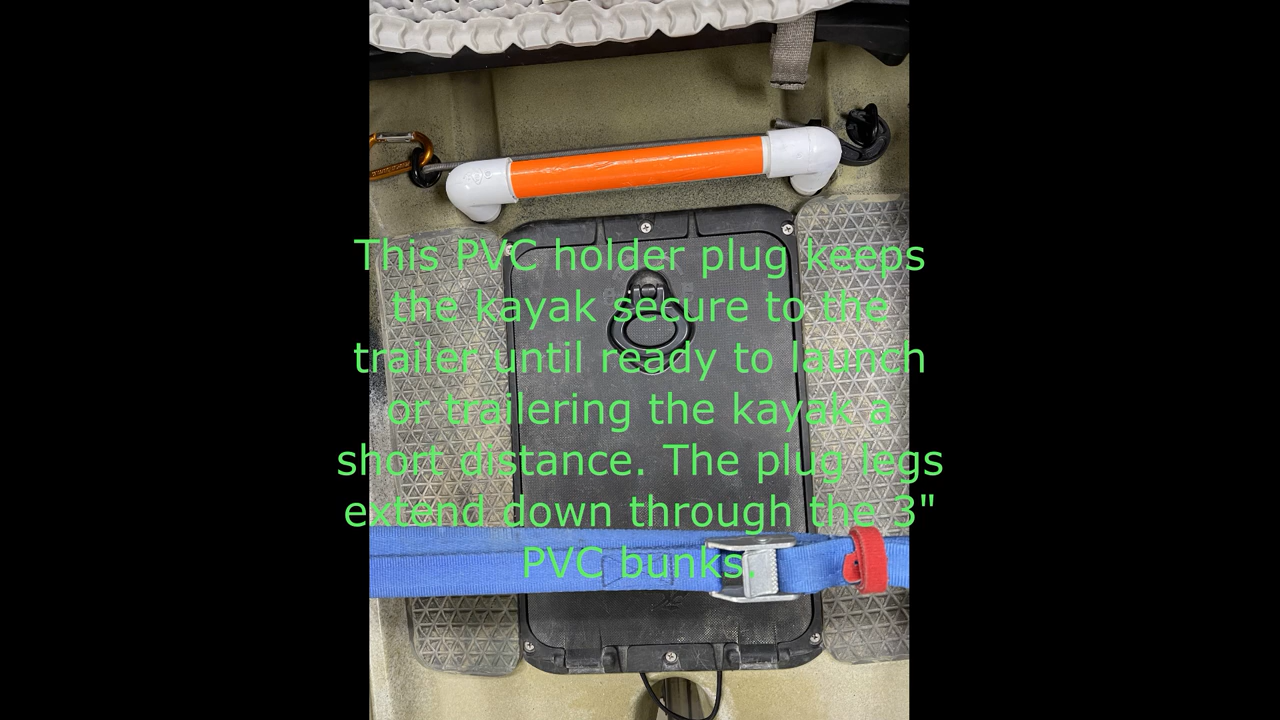 This PVC holder plug keeps
the kayak secure to the
trailer until ready to launch
or trailering the kayak a
short distance. The plug legs
extend down through the 3"
PVC bunks.